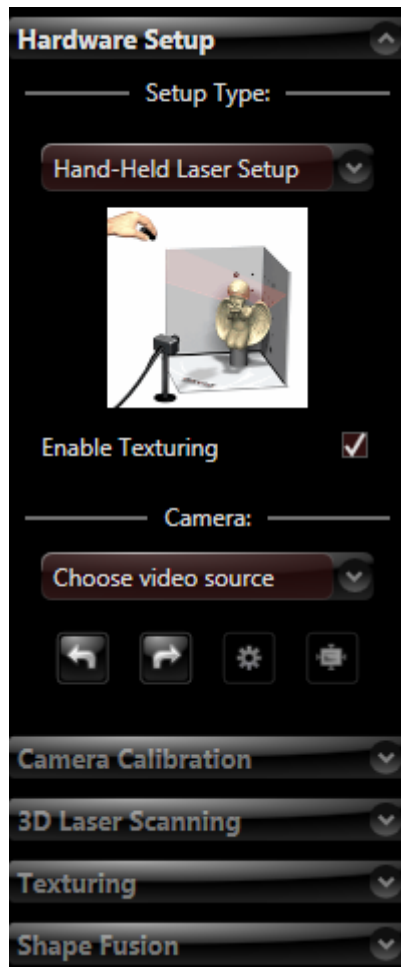 Hardware Setup
Setup Type:
Hand-Held Laser Setup
Enable Texturing
Camera:
Choose video source
Camera Calibration
3D Laser Scanning
Texturing
Shape Fusion